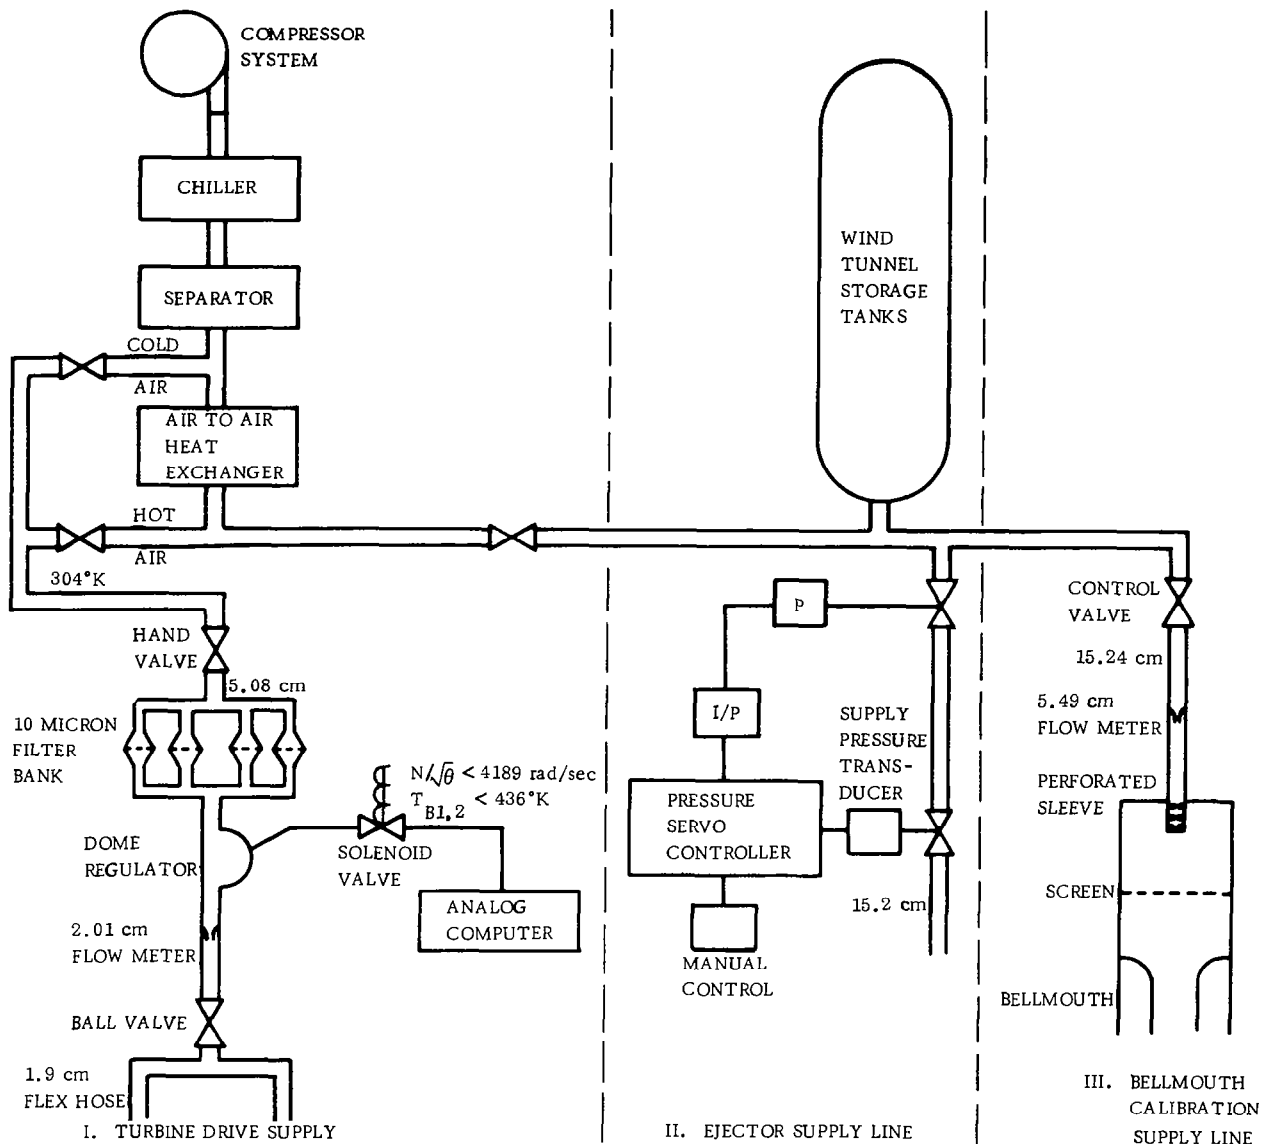 COMPRESSOR
SYSTEM
CHILLER
SEPARATOR
COLD
AIR
AIR TO AIR
HEAT
EXCHANGER
HOT
AIR
304°K
HAND
VALVE
5.08 cm
10 MICRON
FILTER
BANK
N/√θ < 4189 rad/sec
T B1.2 < 436°K
DOME
REGULATOR
SOLENOID
VALVE
ANALOG
COMPUTER
2.01 cm
FLOW METER
BALL VALVE
1.9 cm
FLEX HOSE
I. TURBINE DRIVE SUPPLY
WIND
TUNNEL
STORAGE
TANKS
P
I/P
SUPPLY
PRESSURE
TRANS-
DUCER
PRESSURE
SERVO
CONTROLLER
15.2 cm
MANUAL
CONTROL
II. EJECTOR SUPPLY LINE
CONTROL
VALVE
15.24 cm
5.49 cm
FLOW METER
PERFORATED
SLEEVE
SCREEN
BELLMOUTH
III. BELLMOUTH
CALIBRATION
SUPPLY LINE